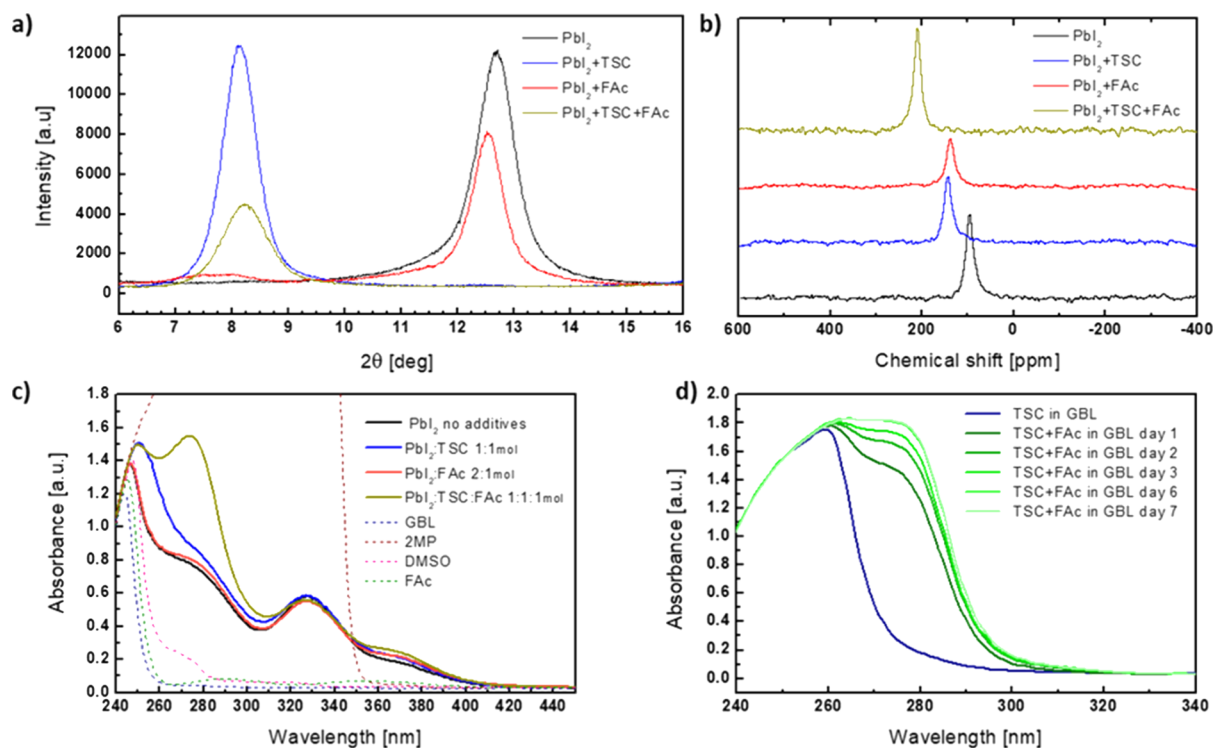 a)
12000
10000
8000
6000
4000
2000
0
Intensity [a.u]
PbI₂
PbI₂+TSC
PbI₂+FAc
PbI₂+TSC+FAc
6 7 8 9 10 11 12 13 14 15 16
2θ [deg]
b)
PbI₂
PbI₂+TSC
PbI₂+FAc
PbI₂+TSC+FAc
600 400 200 0 -200 -400
Chemical shift [ppm]
c)
1.8
1.6
1.4
1.2
1.0
0.8
0.6
0.4
0.2
0.0
Absorbance [a.u.]
PbI₂ no additives
PbI₂:TSC 1:1mol
PbI₂:FAc 2:1mol
PbI₂:TSC:FAc 1:1:1mol
GBL
2MP
DMSO
FAc
240 260 280 300 320 340 360 380 400 420 440
Wavelength [nm]
d)
2.0
1.8
1.6
1.4
1.2
1.0
0.8
0.6
0.4
0.2
0.0
Absorbance [a.u.]
TSC in GBL
TSC+FAc in GBL day 1
TSC+FAc in GBL day 2
TSC+FAc in GBL day 3
TSC+FAc in GBL day 6
TSC+FAc in GBL day 7
240 260 280 300 320 340
Wavelength [nm]